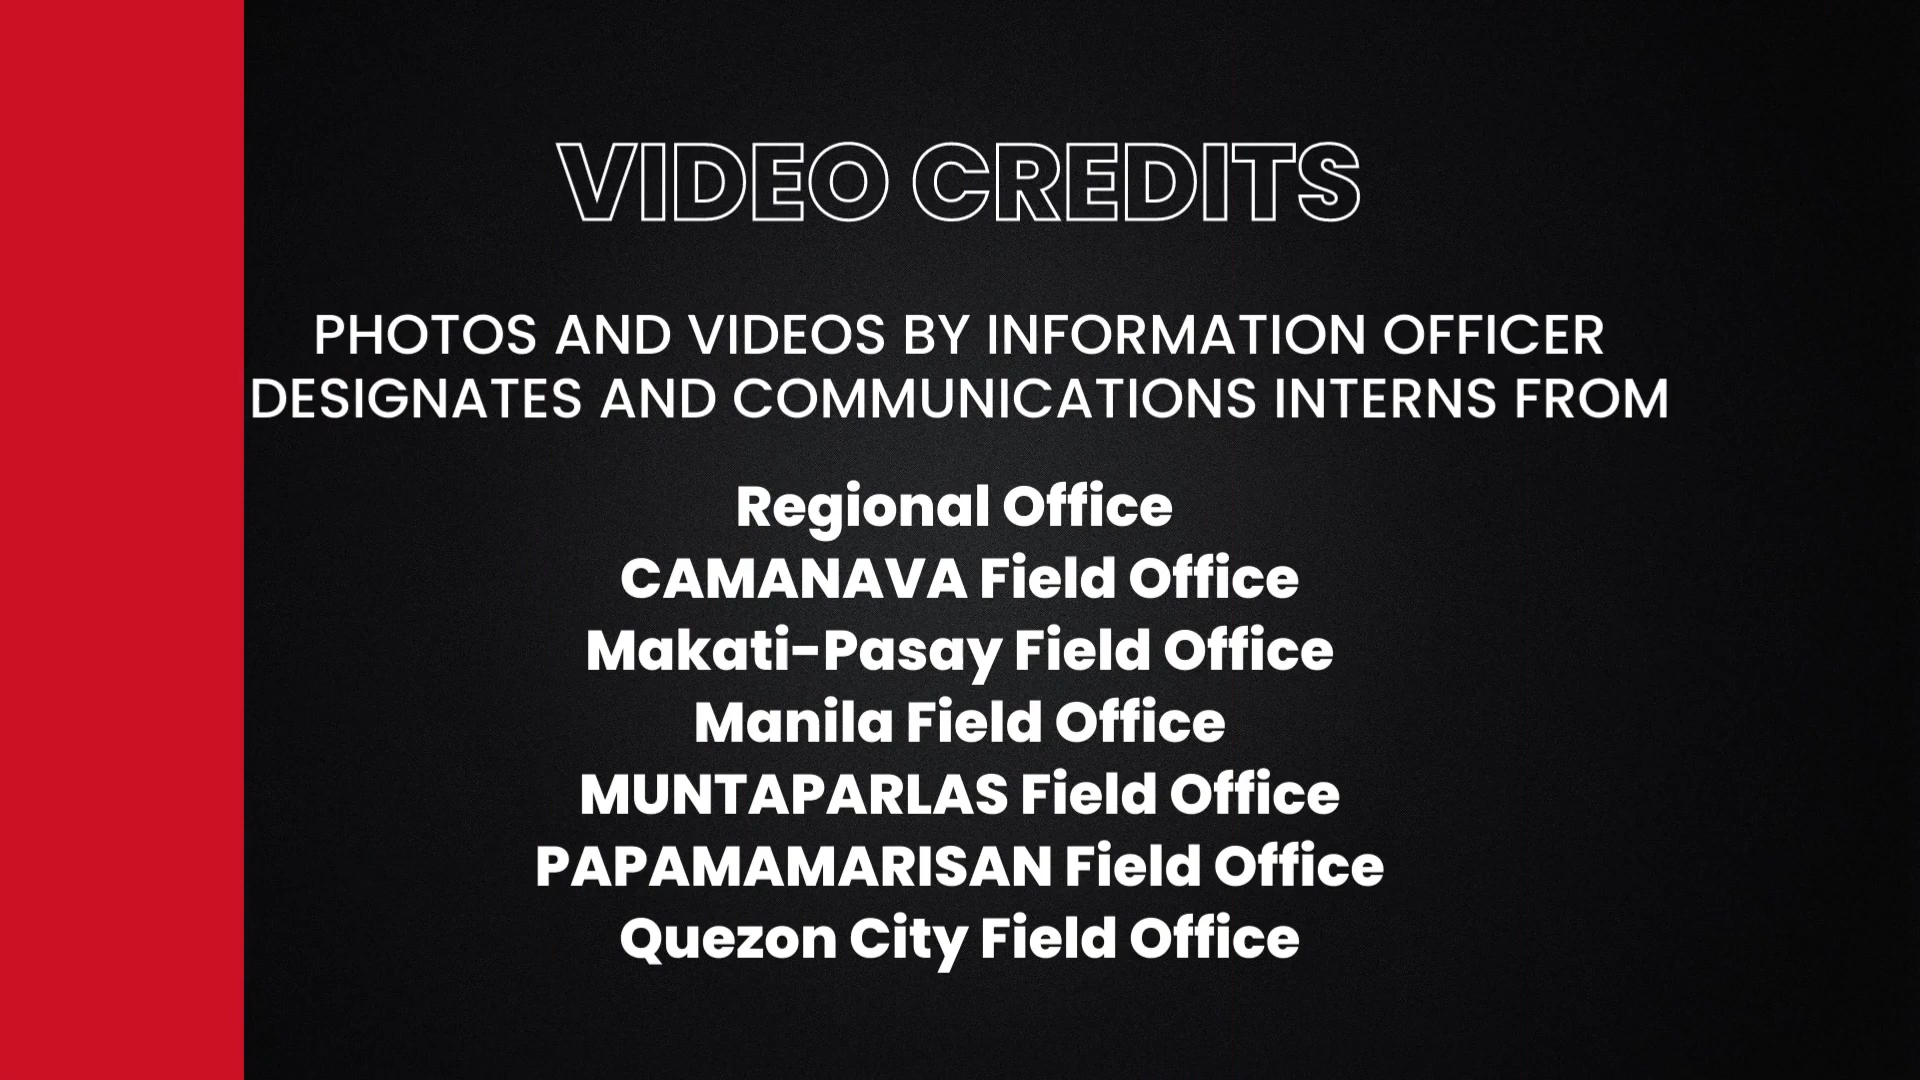 VIDEO CREDITS
PHOTOS AND VIDEOS BY INFORMATION OFFICER
DESIGNATES AND COMMUNICATIONS INTERNS FROM
Regional Office
CAMANAVA Field Office
Makati-Pasay Field Office
Manila Field Office
MUNTAPARLAS Field Office
PAPAMAMARISAN Field Office
Quezon City Field Office